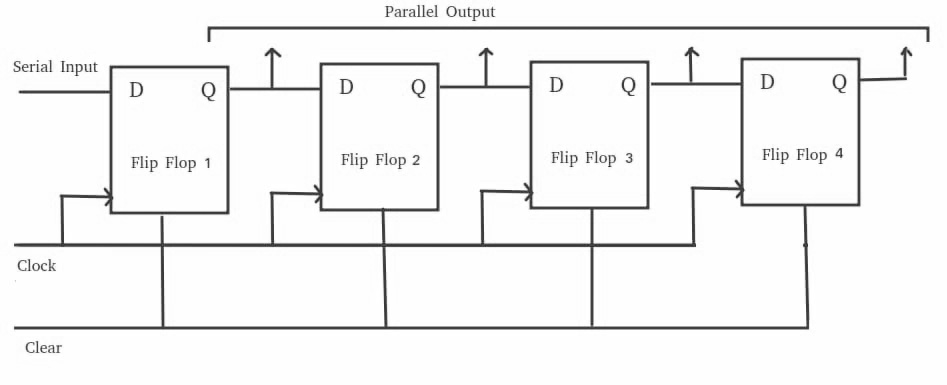 Parallel Output
Serial Input
D Q
D Q
D Q
D Q
Flip Flop 1
Flip Flop 2
Flip Flop 3
Flip Flop 4
Clock
Clear